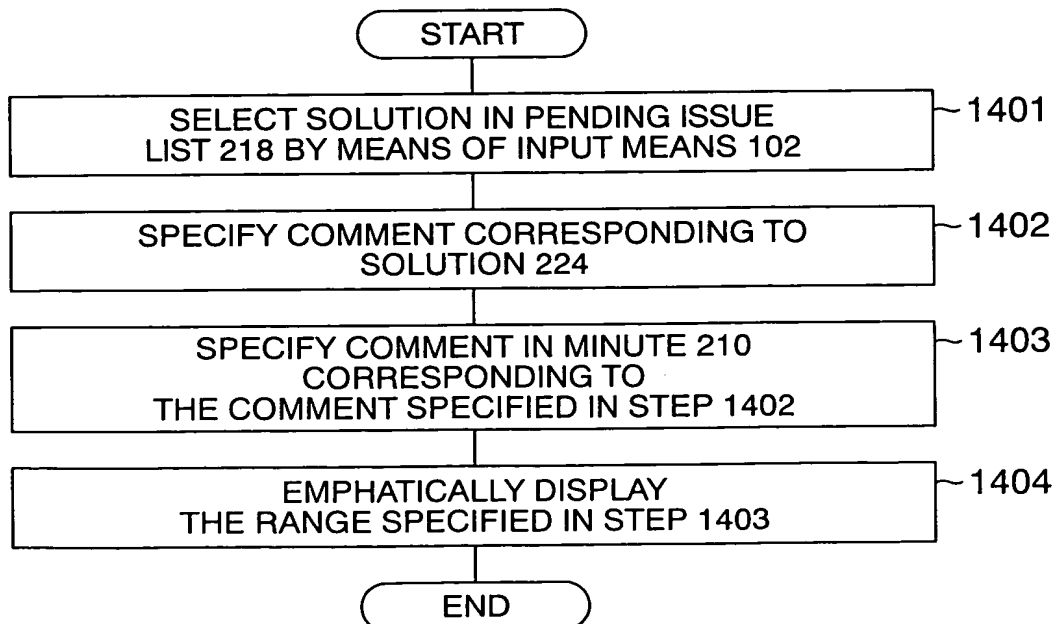 START
SELECT SOLUTION IN PENDING ISSUE
LIST 218 BY MEANS OF INPUT MEANS 102
1401
SPECIFY COMMENT CORRESPONDING TO
SOLUTION 224
1402
SPECIFY COMMENT IN MINUTE 210
CORRESPONDING TO
THE COMMENT SPECIFIED IN STEP 1402
1403
EMPHATICALLY DISPLAY
THE RANGE SPECIFIED IN STEP 1403
1404
END